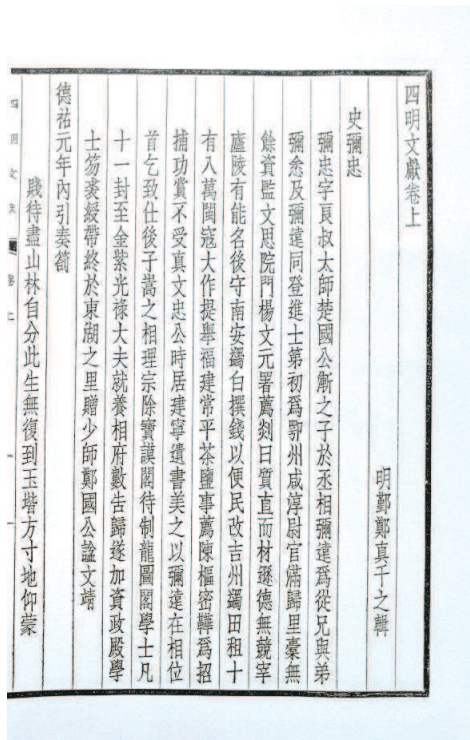 四明文獻卷上
明鄞鄭真千之輯
史彌忠
彌忠字良叔太師楚國公漸之子於丞相彌遠爲從兄與弟
彌悆及彌遠同登進士第初爲鄂州咸淳尉官滿歸里橐無
餘資監文思院門楊文元署薦剡曰質直而材遜德無競宰
廬陵有能名後守南安蠲白撰錢以便民改吉州蠲田租十
有八萬閩寇大作提舉福建常平茶鹽事薦陳樞密韡爲招
捕功賞不受真文忠公時居建寧遺書美之以彌遠在相位
首乞致仕後子嵩之相理宗除寶謨閣待制龍圖閣學士凡
十一封至金紫光祿大夫就養相府數告歸遂加資政殿學
士笏裘綬帶終於東湖之里贈少師鄭國公諡文靖
德祐元年內引奏劄
賤待盡山林自分此生無復到玉堦方寸地仰蒙
四明文獻 卷上 一